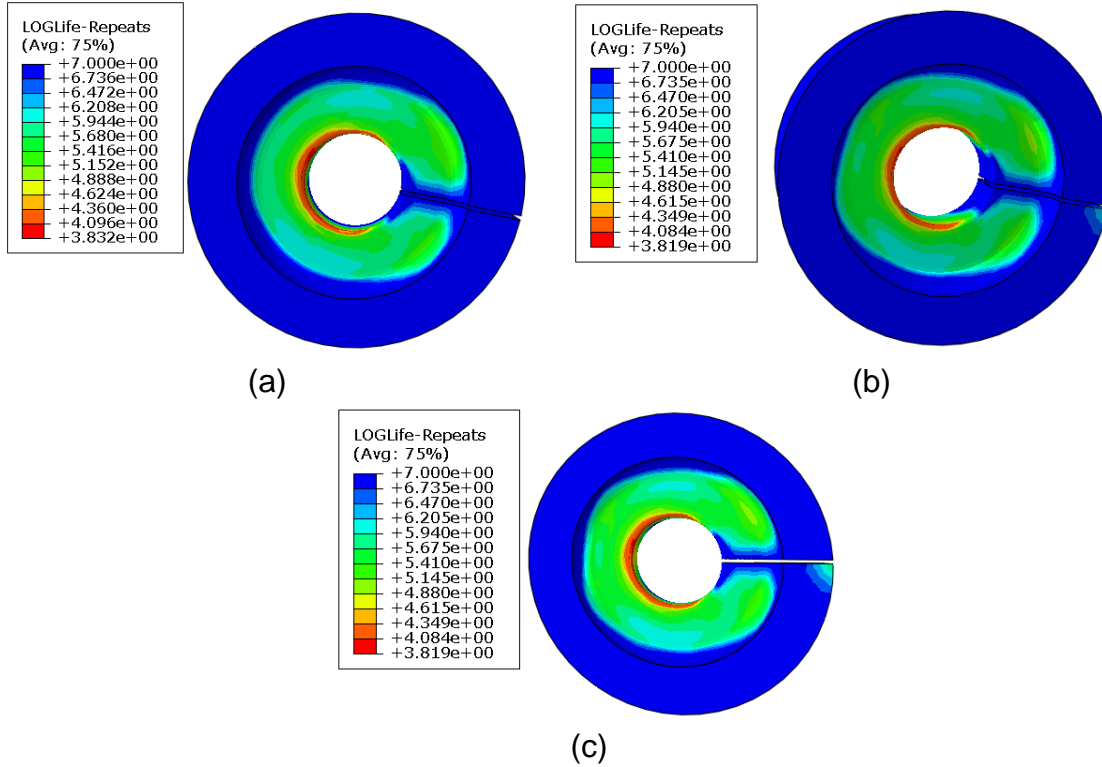 LOGLife-Repeats
(Avg: 75%)
+7.000e+00
+6.736e+00
+6.472e+00
+6.208e+00
+5.944e+00
+5.680e+00
+5.416e+00
+5.152e+00
+4.888e+00
+4.624e+00
+4.360e+00
+4.096e+00
+3.832e+00
(a)
LOGLife-Repeats
(Avg: 75%)
+7.000e+00
+6.735e+00
+6.470e+00
+6.205e+00
+5.940e+00
+5.675e+00
+5.410e+00
+5.145e+00
+4.880e+00
+4.615e+00
+4.349e+00
+4.084e+00
+3.819e+00
(b)
LOGLife-Repeats
(Avg: 75%)
+7.000e+00
+6.735e+00
+6.470e+00
+6.205e+00
+5.940e+00
+5.675e+00
+5.410e+00
+5.145e+00
+4.880e+00
+4.615e+00
+4.349e+00
+4.084e+00
+3.819e+00
(c)